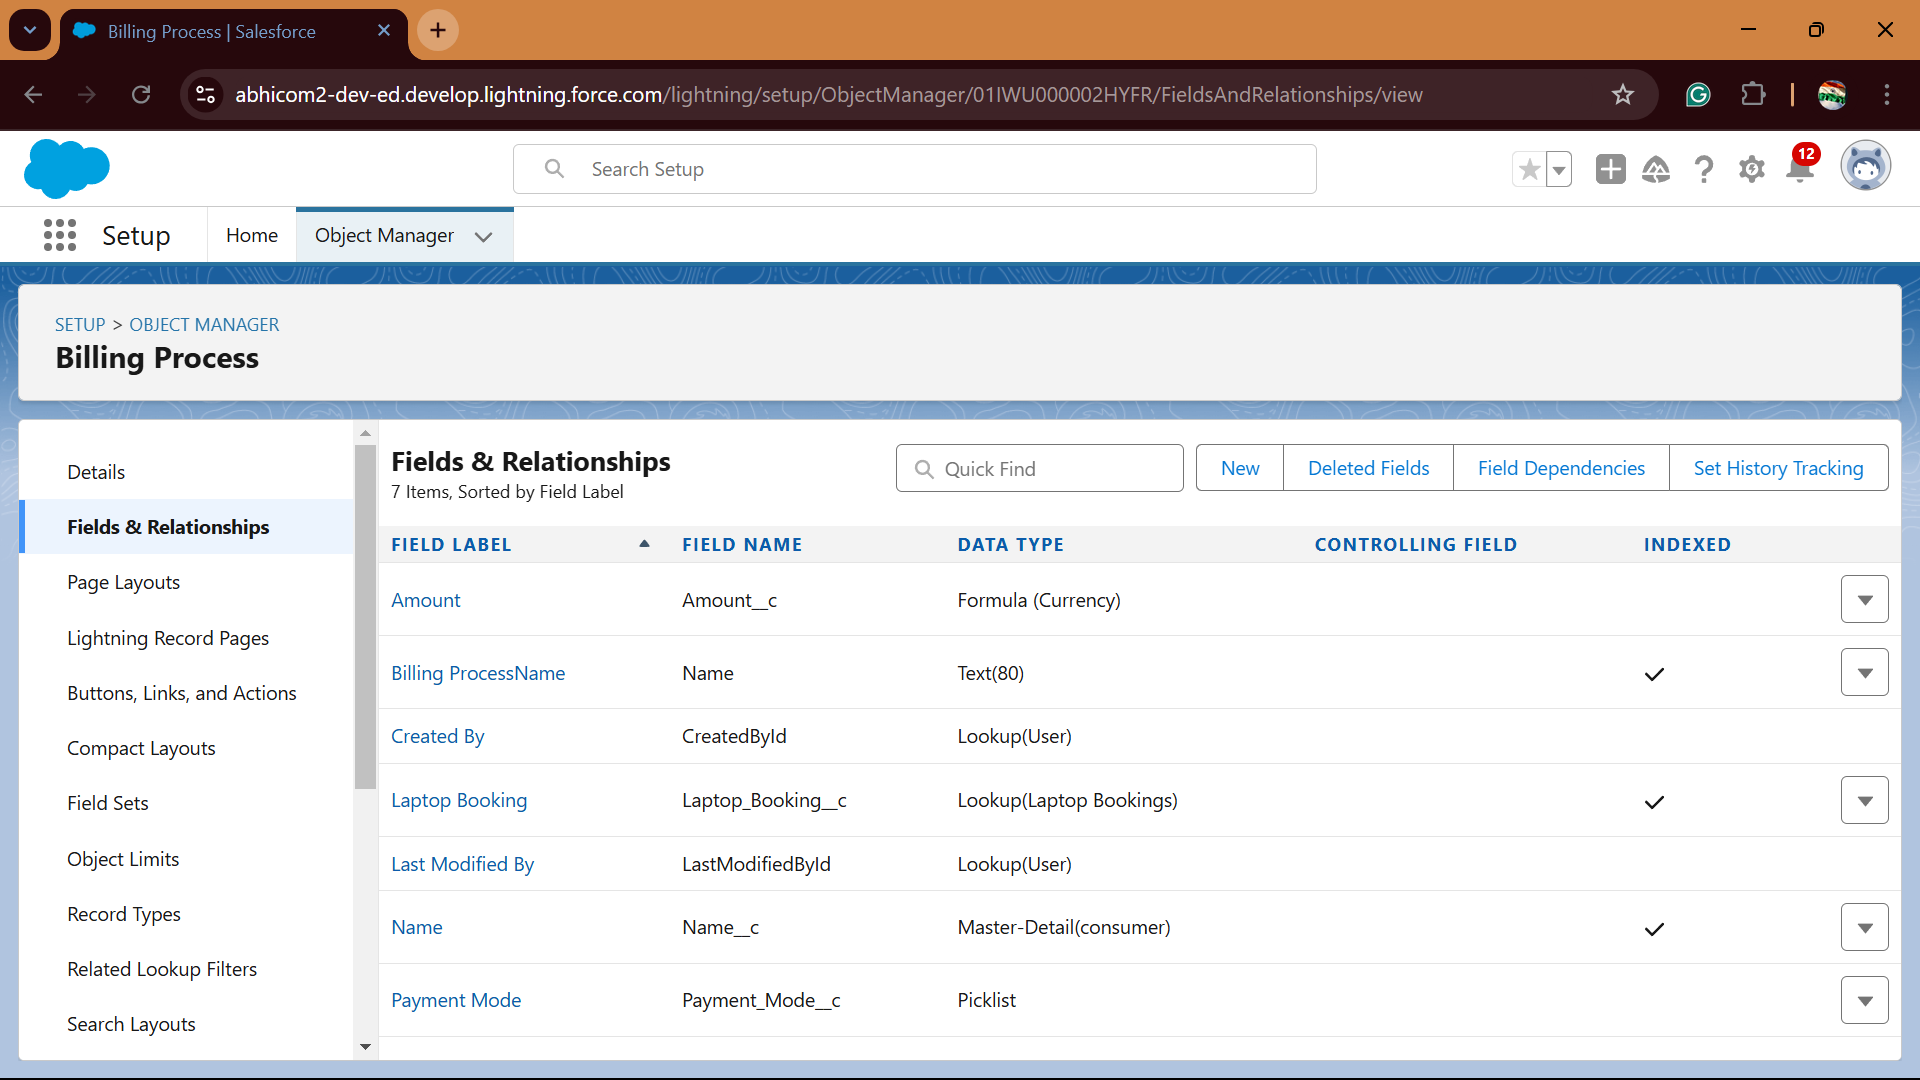 Billing Process | Salesforce
abhicom2-dev-ed.develop.lightning.force.com/lightning/setup/ObjectManager/01IWU000002HYFR/FieldsAndRelationships/view
Search Setup
12
Setup
Home
Object Manager
SETUP > OBJECT MANAGER
Billing Process
Details
Fields & Relationships
Page Layouts
Lightning Record Pages
Buttons, Links, and Actions
Compact Layouts
Field Sets
Object Limits
Record Types
Related Lookup Filters
Search Layouts
Fields & Relationships
7 Items, Sorted by Field Label
Quick Find
New
Deleted Fields
Field Dependencies
Set History Tracking
FIELD LABEL FIELD NAME DATA TYPE CONTROLLING FIELD INDEXED
Amount Amount__c Formula (Currency)
Billing ProcessName Name Text(80)
Created By CreatedById Lookup(User)
Laptop Booking Laptop_Booking__c Lookup(Laptop Bookings)
Last Modified By LastModifiedById Lookup(User)
Name Name__c Master-Detail(consumer)
Payment Mode Payment_Mode__c Picklist